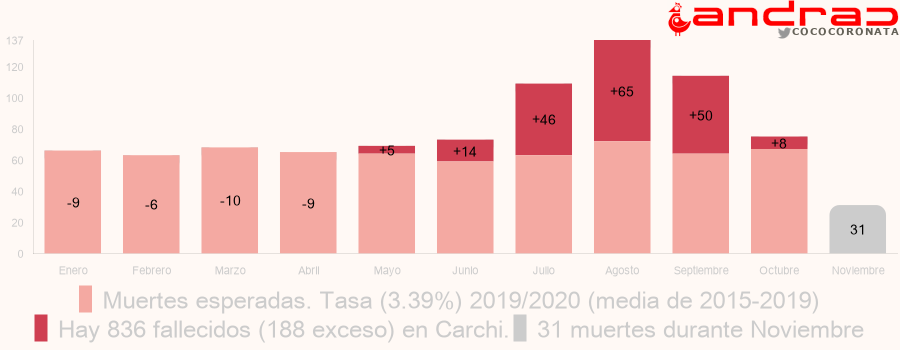 andrac
COCOCORONATA
137
120
100
80
60
40
20
0
-9
-6
-10
-9
+5
+14
+46
+65
+50
+8
31
Enero
Febrero
Marzo
Abril
Mayo
Junio
Julio
Agosto
Septiembre
Octubre
Noviembre
Muertes esperadas. Tasa (3.39%) 2019/2020 (media de 2015-2019)
Hay 836 fallecidos (188 exceso) en Carchi. 31 muertes durante Noviembre